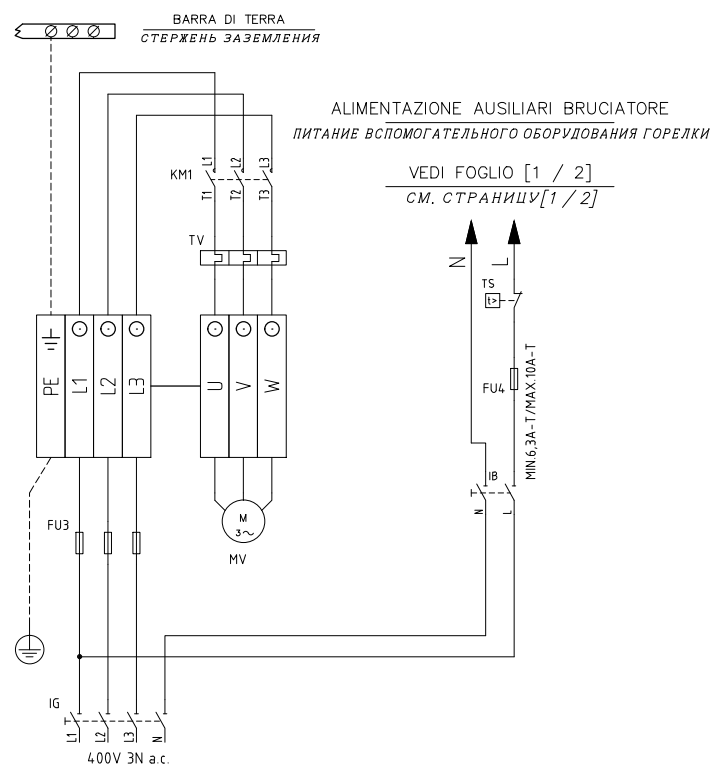 BARRA DI TERRA
СТЕРЖЕНЬ ЗАЗЕМЛЕНИЯ
ALIMENTAZIONE AUSILIARI BRUCIATORE
ПИТАНИЕ ВСПОМОГАТЕЛЬНОГО ОБОРУДОВАНИЯ ГОРЕЛКИ
VEDI FOGLIO [1 / 2]
СМ. СТРАНИЦУ[1 / 2]
KM1
L1 L2 L3
T1 T2 T3
TV
N L
TS
t>
PE L1 L2 L3
U V W
FU4
MIN.6,3A-T/MAX.10A-T
IB
N L
M
3~
MV
FU3
IG
L1 L2 L3 N
400V 3N a.c.